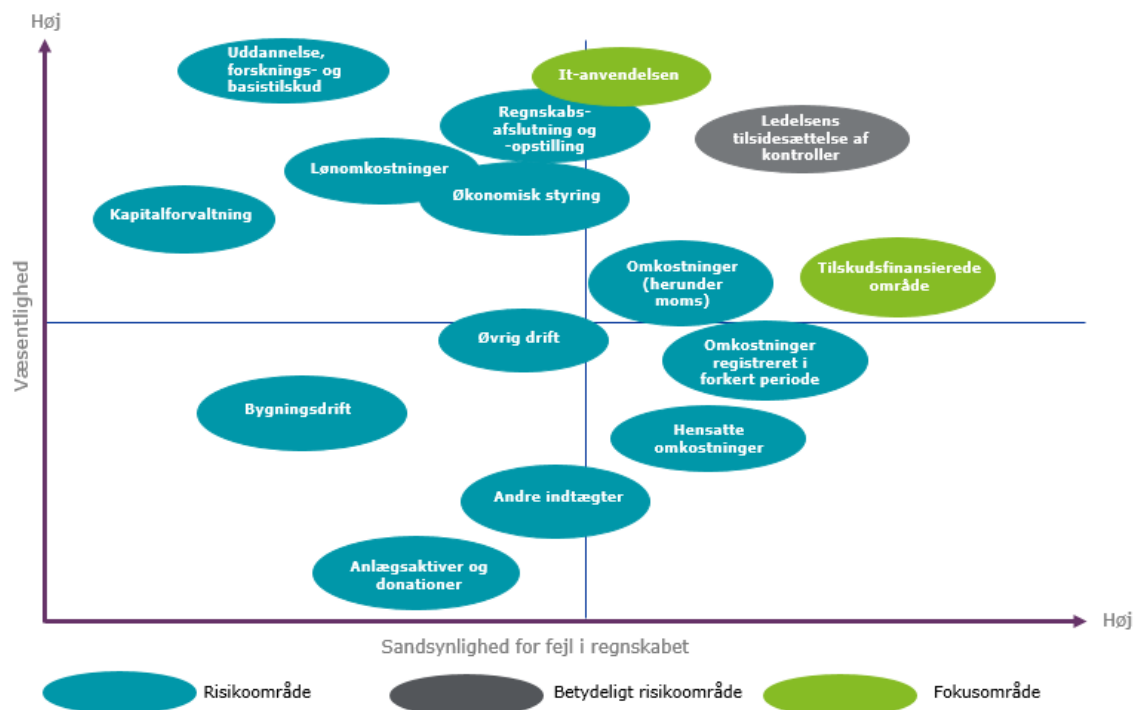 Høj
Uddannelse,
forsknings- og
basistilskud
It-anvendelsen
Regnskabs-
afslutning og
-opstilling
Ledelsens
tilsidesættelse af
kontroller
Lønomkostninger
Økonomisk styring
Kapitalforvaltning
Omkostninger
(herunder
moms)
Tilskudsfinansierede
område
Væsentlighed
Øvrig drift
Omkostninger
registreret i
forkert periode
Bygningsdrift
Hensatte
omkostninger
Andre indtægter
Anlægsaktiver og
donationer
Høj
Sandsynlighed for fejl i regnskabet
Risikoområde
Betydeligt risikoområde
Fokusområde